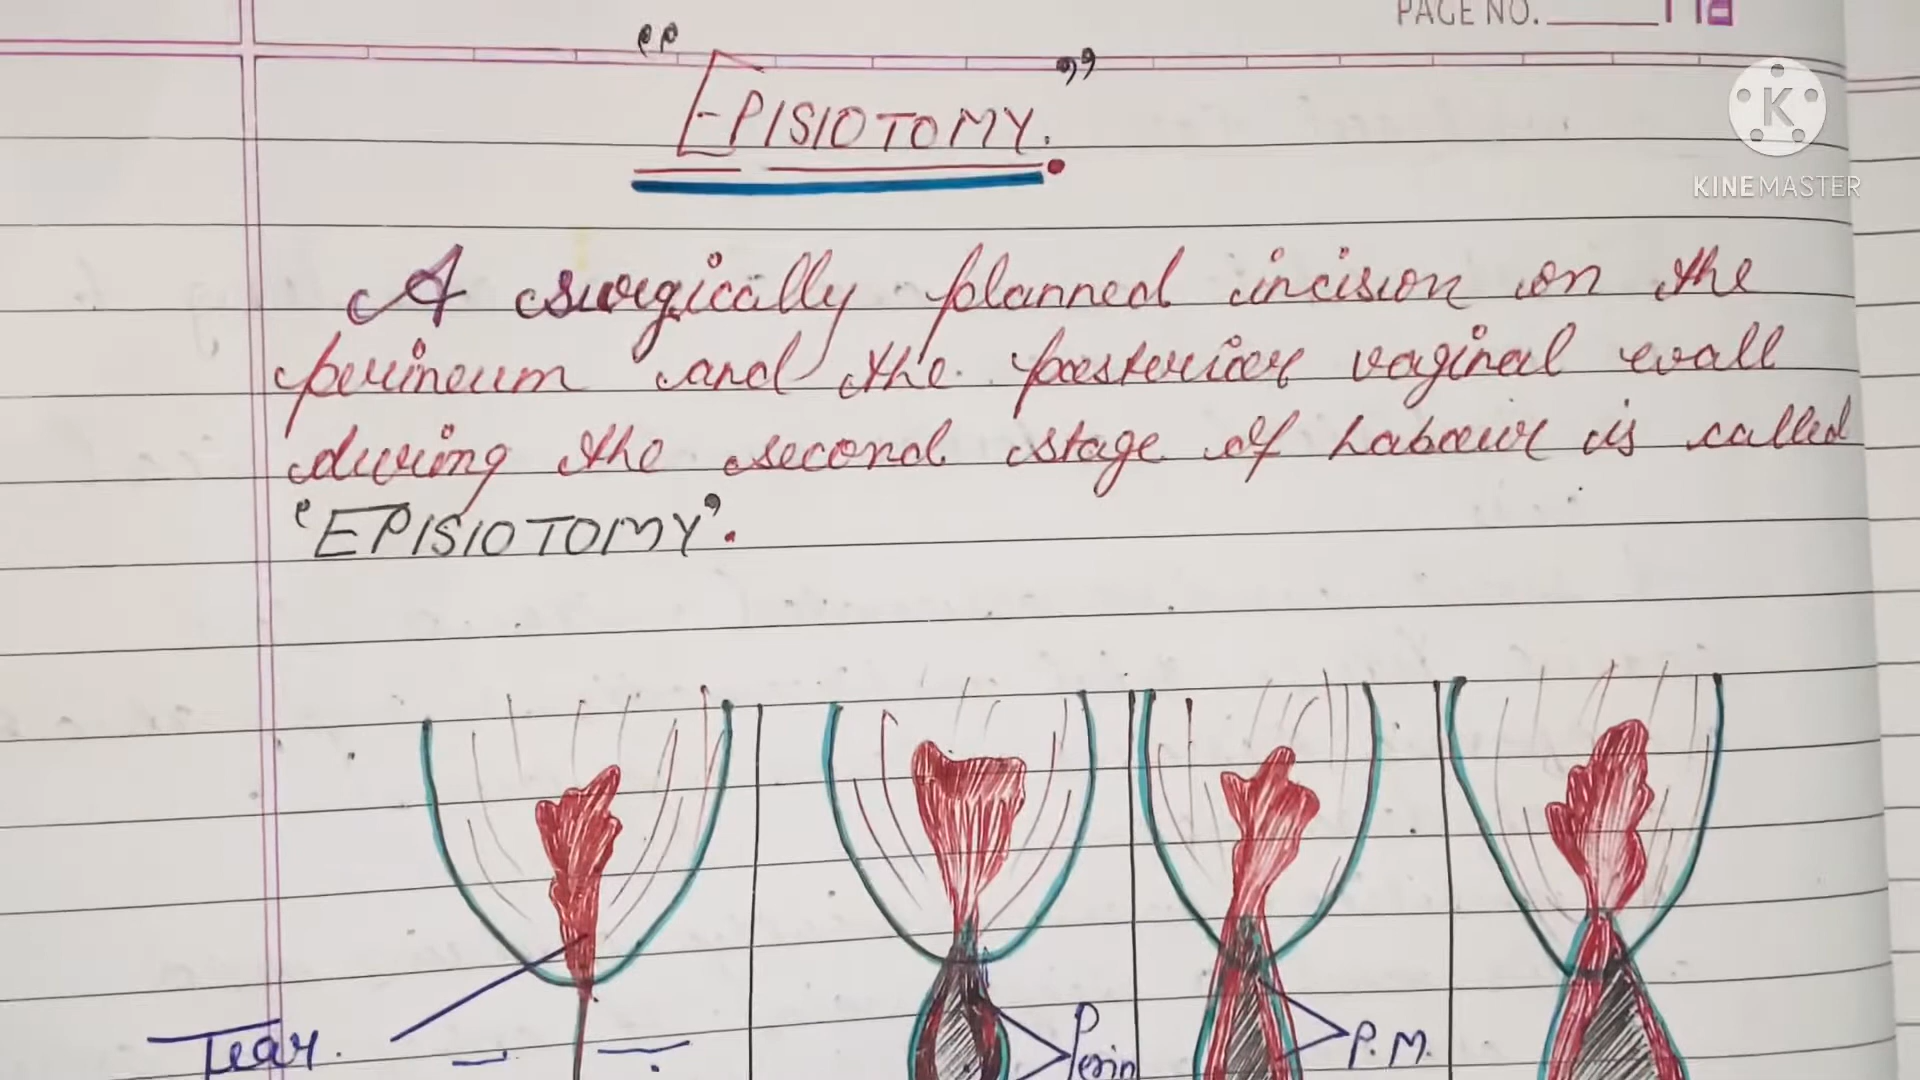 PAGE NO.
"EPISIOTOMY."
K
KINEMASTER
A surgically planned incision on the
perineum and the posterior vaginal wall
during the second stage of Labour is called
'EPISIOTOMY'.
Tear.
Perin
P.M.